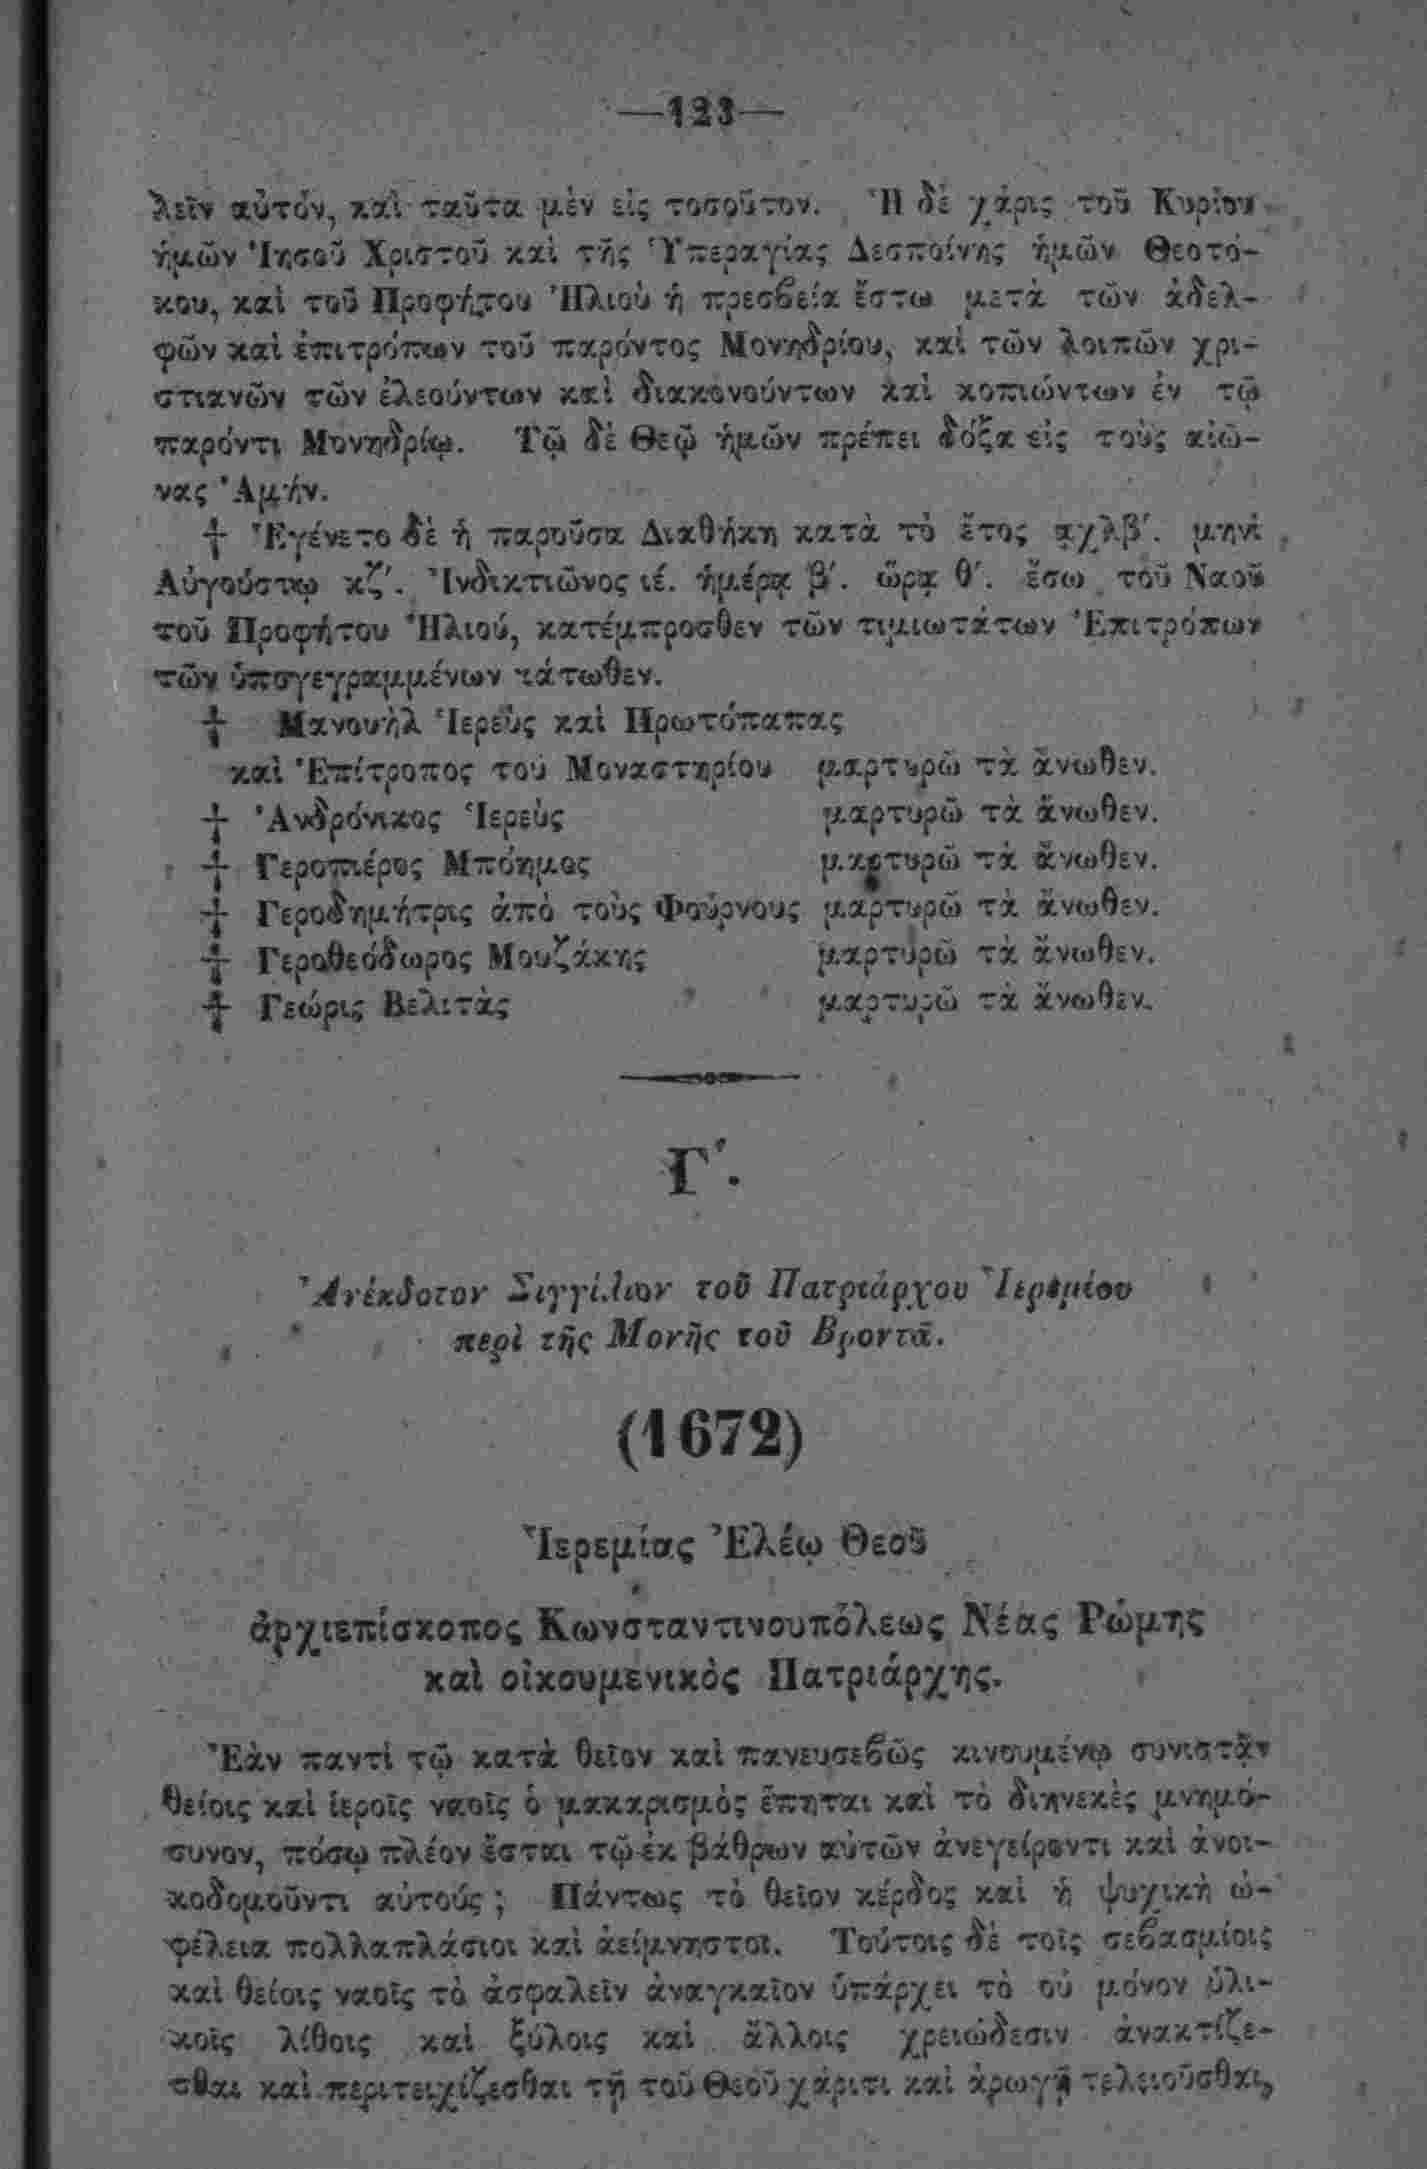 —123—
λεῖν αὐτόν, καὶ ταῦτα μὲν εἰς τοσοῦτον. Ἡ δὲ χάρις τοῦ Κυρίου
ἡμῶν Ἰησοῦ Χριστοῦ καὶ τῆς Ὑπεραγίας Δεσποίνης ἡμῶν Θεοτό-
κου, καὶ τοῦ Προφήτου Ἠλιοὺ ἡ πρεσβεία ἔστω μετὰ τῶν ἀδελ-
φῶν καὶ ἐπιτρόπων τοῦ παρόντος Μονηδρίου, καὶ τῶν λοιπῶν χρι-
στιανῶν τῶν ἐλεούντων καὶ διακονούντων καὶ κοπιώντων ἐν τῷ
παρόντι Μονηδρίῳ. Τῷ δὲ Θεῷ ἡμῶν πρέπει δόξα εἰς τοὺς αἰῶ-
νας Ἀμήν.
† Ἐγένετο δὲ ἡ παροῦσα Διαθήκη κατὰ τὸ ἔτος αχλβ΄. μηνὶ
Αὐγούστῳ κζ΄. Ἰνδικτιῶνος ιέ. ἡμέρᾳ β΄. ὥρᾳ θ΄. ἔσω τοῦ Ναοῦ
τοῦ Προφήτου Ἠλιού, κατέμπροσθεν τῶν τιμιωτάτων Ἐπιτρόπων
τῶν ὑπογεγραμμένων κάτωθεν.
† Μανουὴλ Ἱερεὺς καὶ Πρωτόπαπας
καὶ Ἐπίτροπος τοῦ Μοναστηρίου μαρτυρῶ τὰ ἄνωθεν.
† Ἀνδρόνικος Ἱερεὺς μαρτυρῶ τὰ ἄνωθεν.
† Γεροπιέρος Μπόημος μαρτυρῶ τὰ ἄνωθεν.
† Γεροδημήτρις ἀπὸ τοὺς Φούρνους μαρτυρῶ τὰ ἄνωθεν.
† Γεροθεόδωρος Μουζάκης μαρτυρῶ τὰ ἄνωθεν.
† Γεώρις Βελιτὰς μαρτυρῶ τὰ ἄνωθεν.
Γ΄.
Ἀνέκδοτον Σιγγίλιον τοῦ Πατριάρχου Ἱερεμίου
περὶ τῆς Μονῆς τοῦ Βροντᾶ.
(1672)
Ἱερεμίας Ἐλέῳ Θεοῦ
ἀρχιεπίσκοπος Κωνσταντινουπόλεως Νέας Ῥώμης
καὶ οἰκουμενικὸς Πατριάρχης.
Ἐὰν παντὶ τῷ κατὰ θεῖον καὶ πανευσεβῶς κινουμένῳ συνιστᾷν
θείοις καὶ ἱεροῖς ναοῖς ὁ μακαρισμὸς ἕπηται καὶ τὸ διηνεκὲς μνημό-
συνον, πόσῳ πλέον ἔσται τῷ ἐκ βάθρων αὐτῶν ἀνεγείροντι καὶ ἀνοι-
κοδομοῦντι αὐτούς; Πάντως τὸ θεῖον κέρδος καὶ ἡ ψυχικὴ ὠ-
φέλεια πολλαπλάσιοι καὶ ἀείμνηστοι. Τούτοις δὲ τοῖς σεβασμίοις
καὶ θείοις ναοῖς τὸ ἀσφαλεῖν ἀναγκαῖον ὑπάρχει τὸ οὐ μόνον ὑλι-
κοῖς λίθοις καὶ ξύλοις καὶ ἄλλοις χρειώδεσιν ἀνακτίζε-
σθαι καὶ περιτειχίζεσθαι τῇ τοῦ Θεοῦ χάριτι καὶ ἀρωγῇ τελειοῦσθαι,